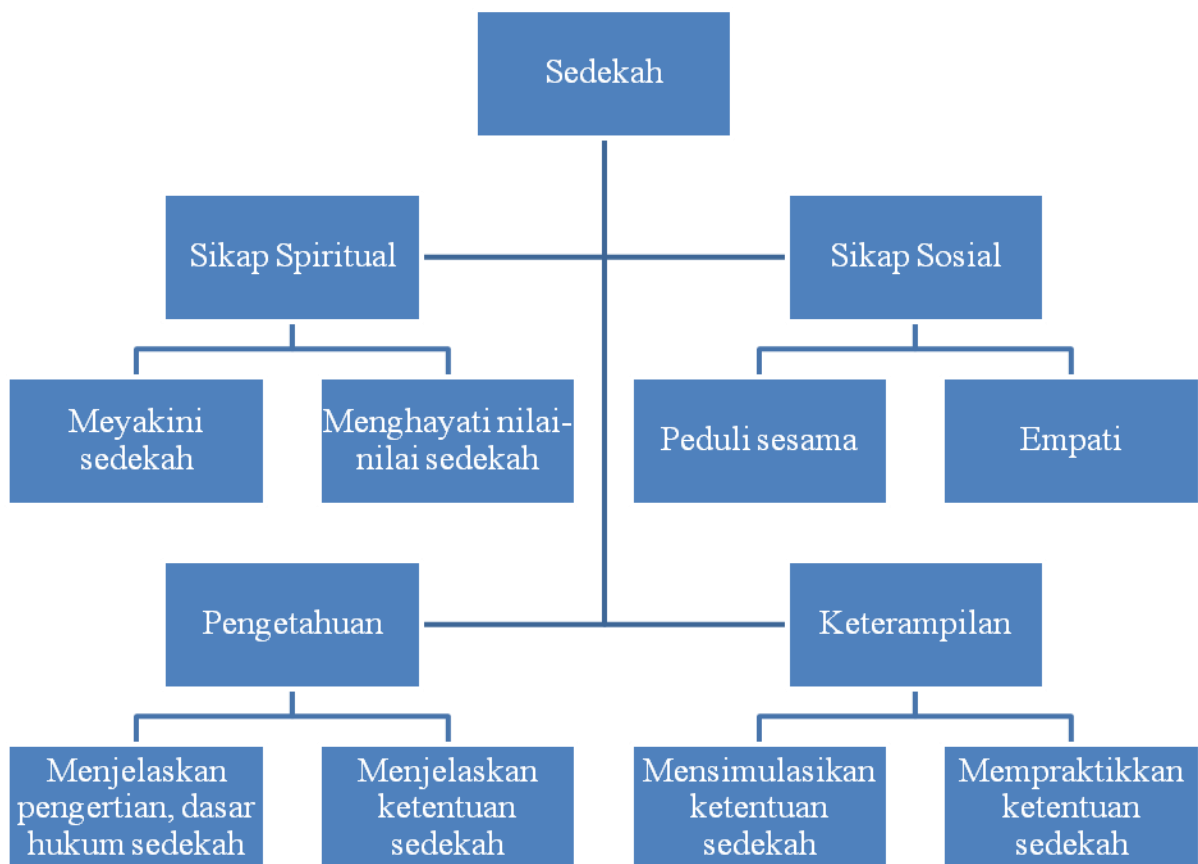 Sedekah
Sikap Spiritual
Sikap Sosial
Meyakini
sedekah
Menghayati nilai-
nilai sedekah
Peduli sesama
Empati
Pengetahuan
Keterampilan
Menjelaskan
pengertian, dasar
hukum sedekah
Menjelaskan
ketentuan
sedekah
Mensimulasikan
ketentuan
sedekah
Mempraktikkan
ketentuan
sedekah